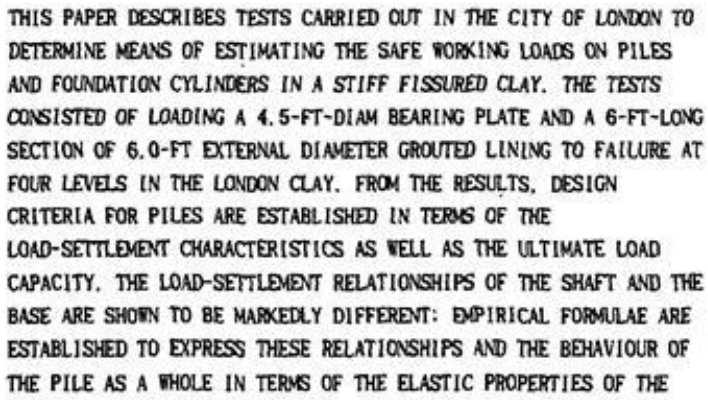 THIS PAPER DESCRIBES TESTS CARRIED OUT IN THE CITY OF LONDON TO
DETERMINE MEANS OF ESTIMATING THE SAFE WORKING LOADS ON PILES
AND FOUNDATION CYLINDERS IN A STIFF FISSURED CLAY. THE TESTS
CONSISTED OF LOADING A 4.5-FT-DIAM BEARING PLATE AND A 6-FT-LONG
SECTION OF 6.0-FT EXTERNAL DIAMETER GROUTED LINING TO FAILURE AT
FOUR LEVELS IN THE LONDON CLAY. FROM THE RESULTS, DESIGN
CRITERIA FOR PILES ARE ESTABLISHED IN TERMS OF THE
LOAD-SETTLEMENT CHARACTERISTICS AS WELL AS THE ULTIMATE LOAD
CAPACITY. THE LOAD-SETTLEMENT RELATIONSHIPS OF THE SHAFT AND THE
BASE ARE SHOWN TO BE MARKEDLY DIFFERENT: EMPIRICAL FORMULAE ARE
ESTABLISHED TO EXPRESS THESE RELATIONSHIPS AND THE BEHAVIOUR OF
THE PILE AS A WHOLE IN TERMS OF THE ELASTIC PROPERTIES OF THE